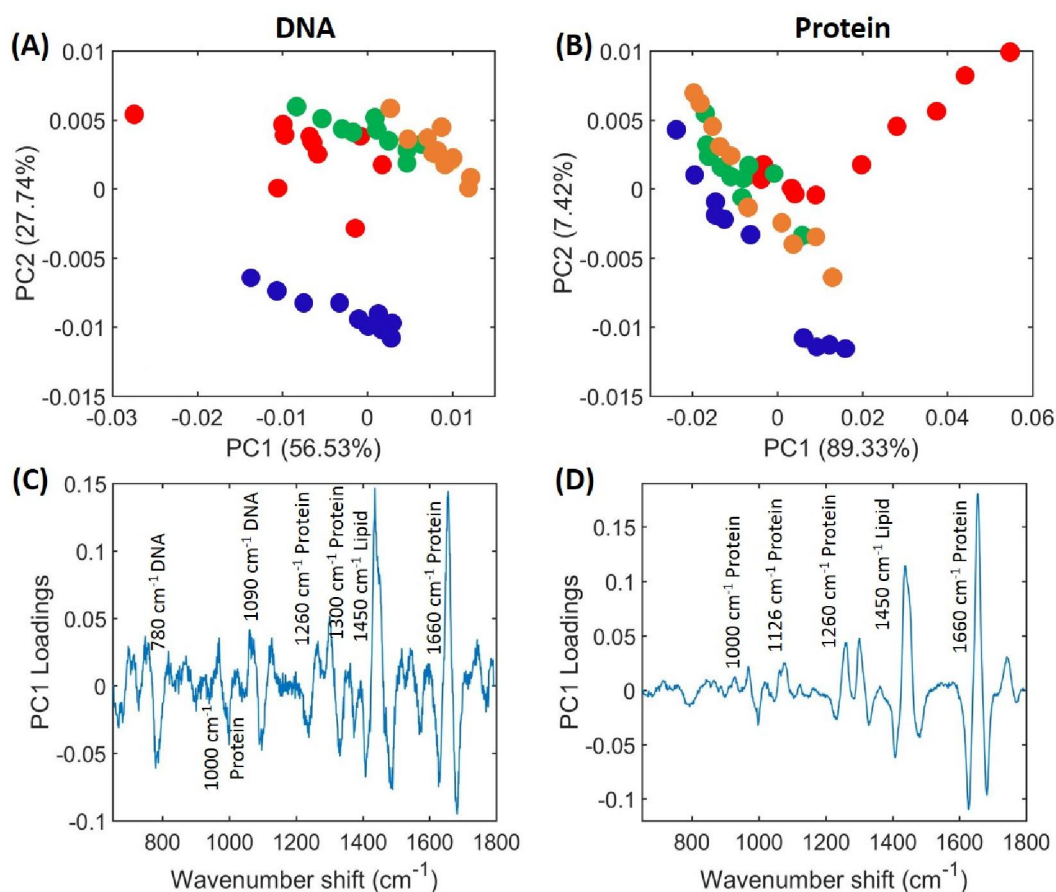 DNA
Protein
(A)
(B)
0.01
0.005
0
-0.005
-0.01
-0.015
PC2 (27.74%)
-0.03
-0.02
-0.01
0
0.01
PC1 (56.53%)
0.01
0.005
0
-0.005
-0.01
-0.015
PC2 (7.42%)
-0.02
0
0.02
0.04
0.06
PC1 (89.33%)
(C)
(D)
0.15
0.1
0.05
0
-0.05
-0.1
PC1 Loadings
780 cm⁻¹ DNA
1000 cm⁻¹
Protein
1090 cm⁻¹ DNA
1260 cm⁻¹ Protein
1300 cm⁻¹ Protein
1450 cm⁻¹ Lipid
1660 cm⁻¹ Protein
800
1000
1200
1400
1600
1800
Wavenumber shift (cm⁻¹)
0.15
0.1
0.05
0
-0.05
-0.1
PC1 Loadings
1000 cm⁻¹ Protein
1126 cm⁻¹ Protein
1260 cm⁻¹ Protein
1450 cm⁻¹ Lipid
1660 cm⁻¹ Protein
800
1000
1200
1400
1600
1800
Wavenumber shift (cm⁻¹)